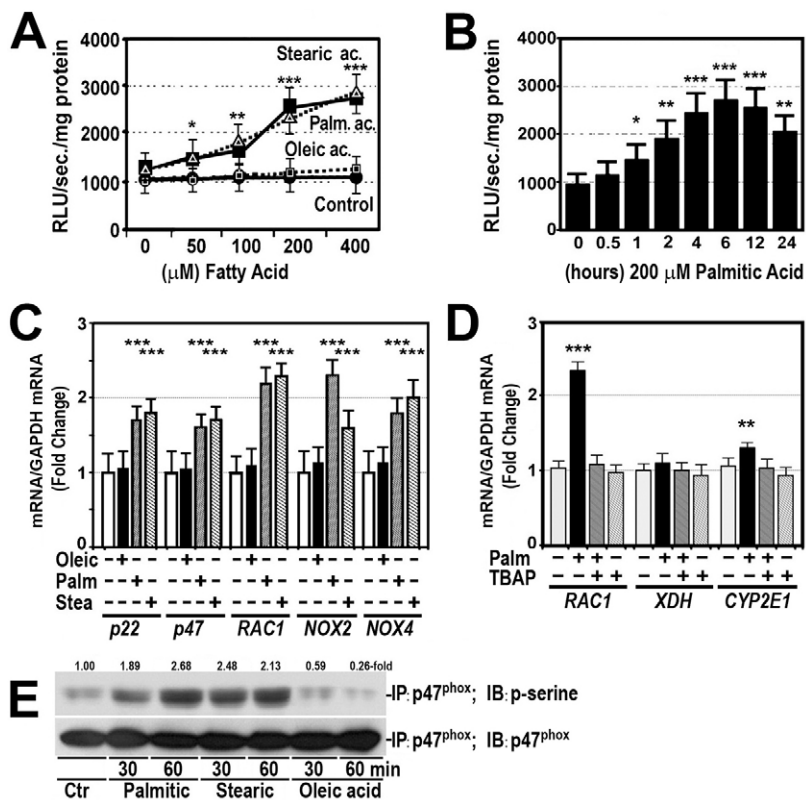 A
RLU/sec./mg protein
4000
3000
2000
1000
0
Stearic ac.
***
***
**
*
Palm. ac.
Oleic ac.
Control
0 50 100 200 400
(µM) Fatty Acid
B
RLU/sec./mg protein
4000
3000
2000
1000
0
* ** *** *** *** **
0 0.5 1 2 4 6 12 24
(hours) 200 µM Palmitic Acid
C
mRNA/GAPDH mRNA
(Fold Change)
3
2
1
0
*** *** *** *** *** *** *** *** *** ***
Oleic - + - - - + - - - + - - - + - - - + - -
Palm - - + - - - + - - - + - - - + - - - + -
Stea - - - + - - - + - - - + - - - + - - - +
p22 p47 RAC1 NOX2 NOX4
D
mRNA/GAPDH mRNA
(Fold Change)
3
2
1
0
***
**
Palm - + + - - + + - - + + -
TBAP - - + + - - + + - - + +
RAC1 XDH CYP2E1
E
1.00 1.89 2.68 2.48 2.13 0.59 0.26-fold
-IP: p47phox; IB: p-serine
-IP: p47phox; IB: p47phox
30 60 30 60 30 60 min
Ctr Palmitic Stearic Oleic acid